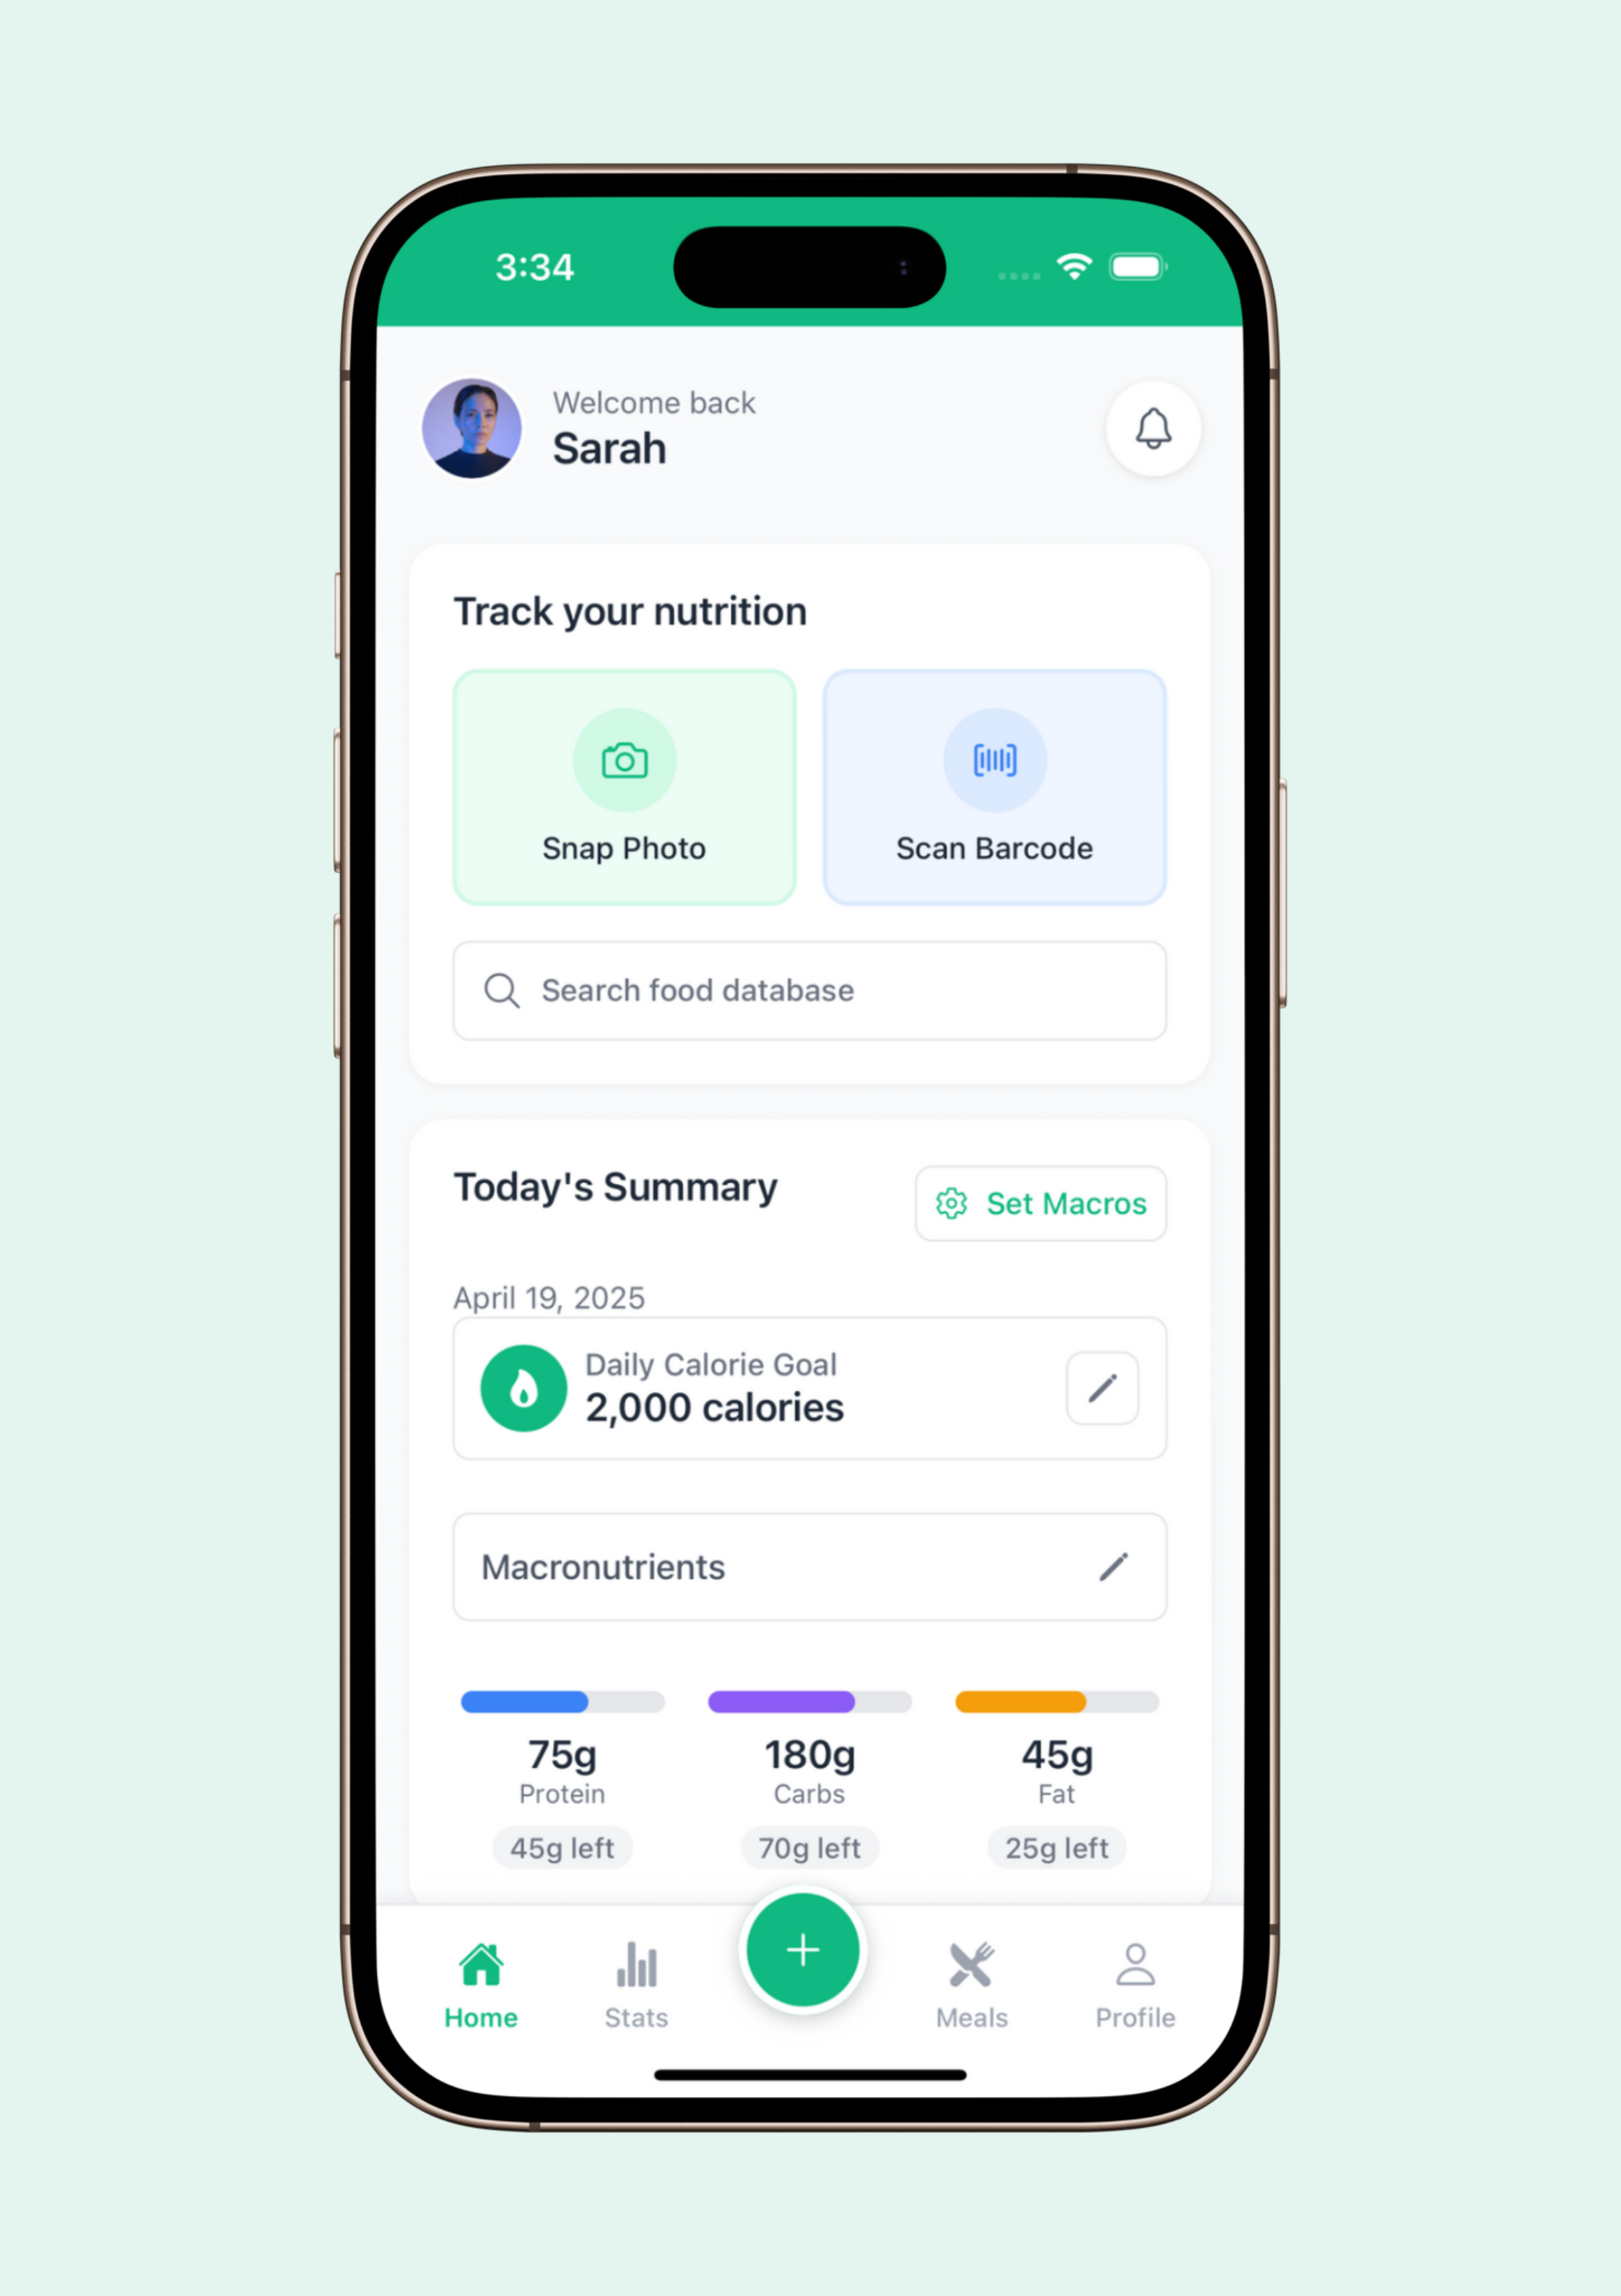 3:34
Welcome back
Sarah
Track your nutrition
Snap Photo
Scan Barcode
Search food database
Today's Summary
Set Macros
April 19, 2025
Daily Calorie Goal
2,000 calories
Macronutrients
75g
Protein
45g left
180g
Carbs
70g left
45g
Fat
25g left
Home
Stats
Meals
Profile